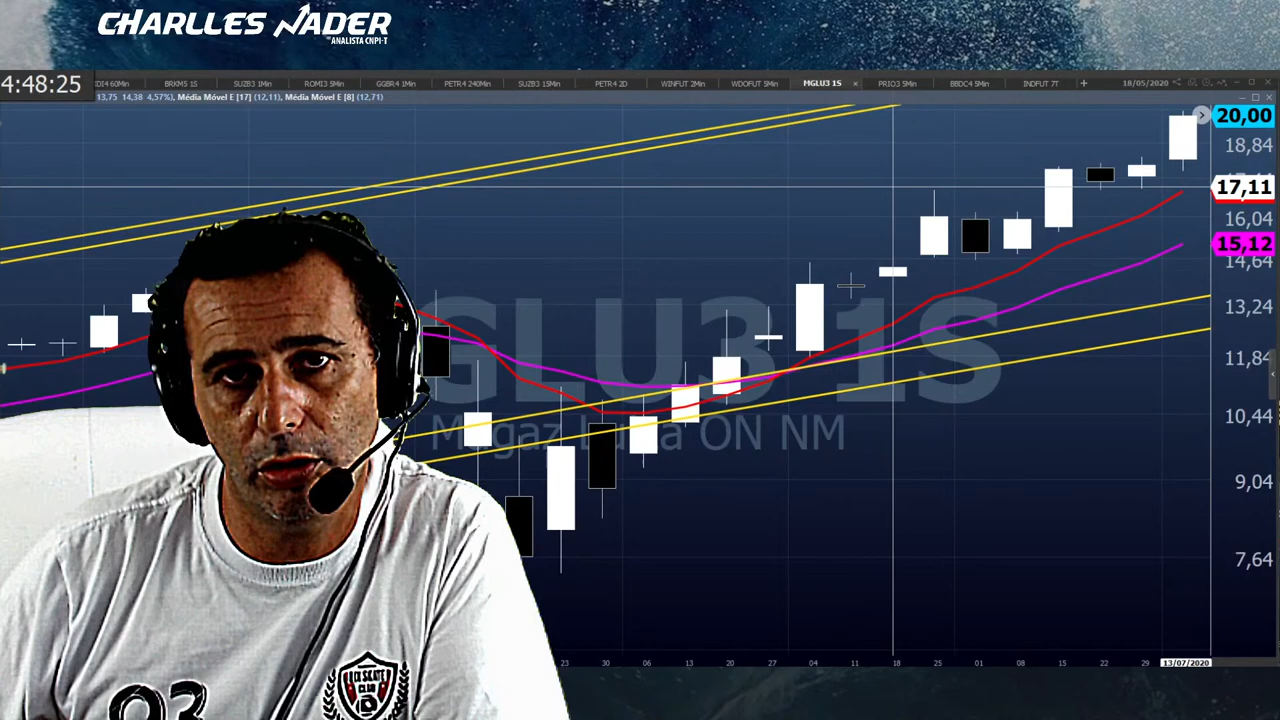 CHARLLES NADER
ANALISTA CNPI-T
4:48:25
DI4 60Min BRKM5 1S SUZB3 1Min ROMI3 5Min GGBR4 1Min PETR4 240Min SUZB3 15Min PETR4 2D WINFUT 2Min WDOFUT 5Min MGLU3 1S PRIO3 5Min BBDC4 5Min INDFUT 7T + 18/05/2020
13,75 14,38 4,57%), Média Móvel E [17] (12,11), Média Móvel E [8] (12,71)
20,00
18,84
17,11
16,04
15,12
14,64
13,24
GLU3 1S
11,84
10,44
Magaz Luiza ON NM
9,04
7,64
23 30 06 13 20 27 04 11 18 25 01 08 15 22 29 13/07/2020
CLUB
03